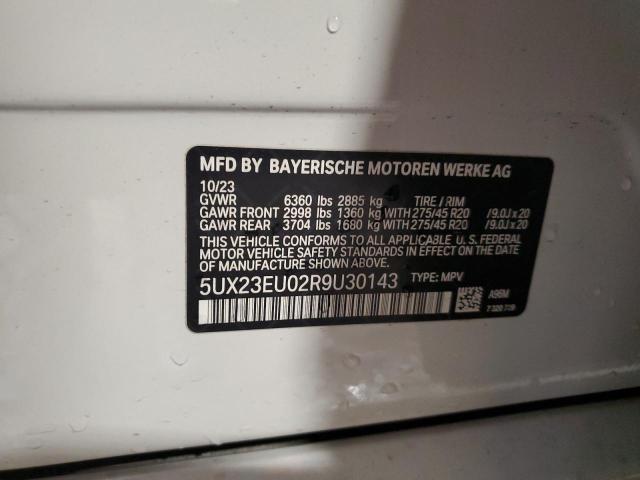 MFD BY BAYERISCHE MOTOREN WERKE AG
10/23
GVWR 6360 lbs 2885 kg TIRE / RIM
GAWR FRONT 2998 lbs 1360 kg WITH 275/45 R20 /9.0J x 20
GAWR REAR 3704 lbs 1680 kg WITH 275/45 R20 /9.0J x 20
THIS VEHICLE CONFORMS TO ALL APPLICABLE U. S. FEDERAL
MOTOR VEHICLE SAFETY STANDARDS IN EFFECT ON THE DATE
OF MANUFACTURE SHOWN ABOVE.
5UX23EU02R9U30143 TYPE: MPV
A96M